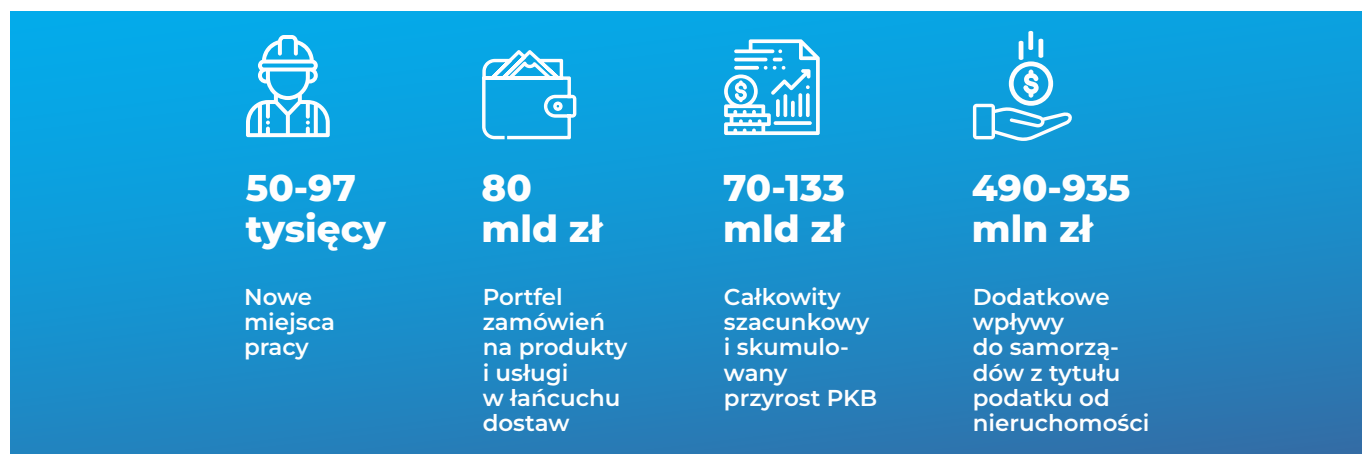 50-97
tysięcy
Nowe
miejsca
pracy
80
mld zł
Portfel
zamówień
na produkty
i usługi
w łańcuchu
dostaw
70-133
mld zł
Całkowity
szacunkowy
i skumulo-
wany
przyrost PKB
490-935
mln zł
Dodatkowe
wpływy
do samorzą-
dów z tytułu
podatku od
nieruchomości